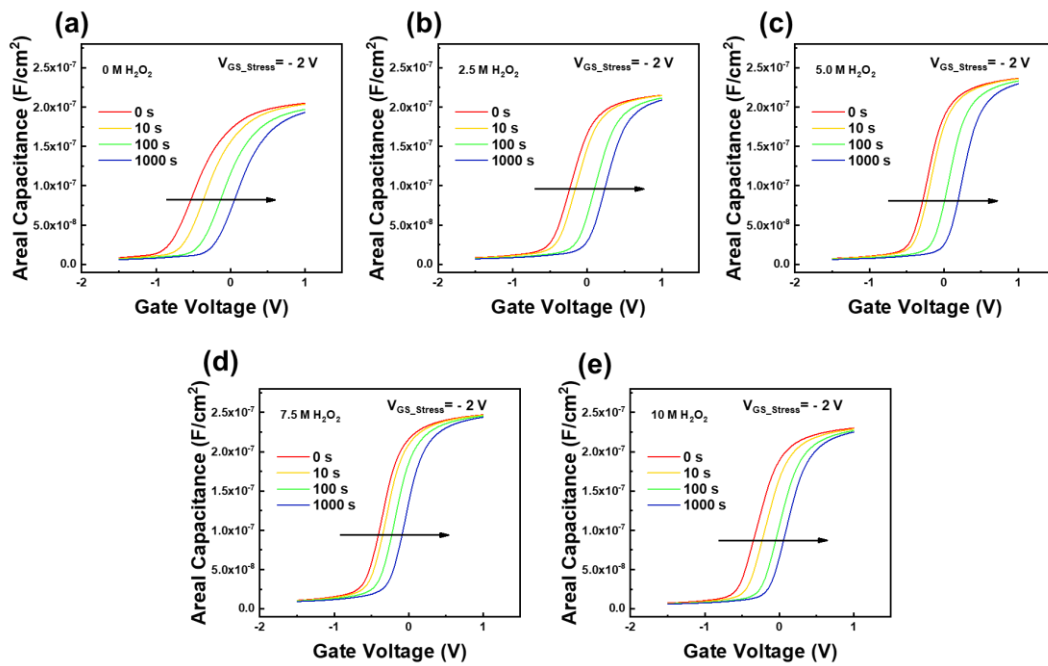 (a)
0 M H₂O₂
V_GS_Stress = - 2 V
0 s
10 s
100 s
1000 s
Areal Capacitance (F/cm²)
2.5x10⁻⁷
2.0x10⁻⁷
1.5x10⁻⁷
1.0x10⁻⁷
5.0x10⁻⁸
0.0
-2 -1 0 1
Gate Voltage (V)
(b)
2.5 M H₂O₂
V_GS_Stress = - 2 V
0 s
10 s
100 s
1000 s
Areal Capacitance (F/cm²)
2.5x10⁻⁷
2.0x10⁻⁷
1.5x10⁻⁷
1.0x10⁻⁷
5.0x10⁻⁸
0.0
-2 -1 0 1
Gate Voltage (V)
(c)
5.0 M H₂O₂
V_GS_Stress = - 2 V
0 s
10 s
100 s
1000 s
Areal Capacitance (F/cm²)
2.5x10⁻⁷
2.0x10⁻⁷
1.5x10⁻⁷
1.0x10⁻⁷
5.0x10⁻⁸
0.0
-2 -1 0 1
Gate Voltage (V)
(d)
7.5 M H₂O₂
V_GS_Stress = - 2 V
0 s
10 s
100 s
1000 s
Areal Capacitance (F/cm²)
2.5x10⁻⁷
2.0x10⁻⁷
1.5x10⁻⁷
1.0x10⁻⁷
5.0x10⁻⁸
0.0
-2 -1 0 1
Gate Voltage (V)
(e)
10 M H₂O₂
V_GS_Stress = - 2 V
0 s
10 s
100 s
1000 s
Areal Capacitance (F/cm²)
2.5x10⁻⁷
2.0x10⁻⁷
1.5x10⁻⁷
1.0x10⁻⁷
5.0x10⁻⁸
0.0
-2 -1 0 1
Gate Voltage (V)